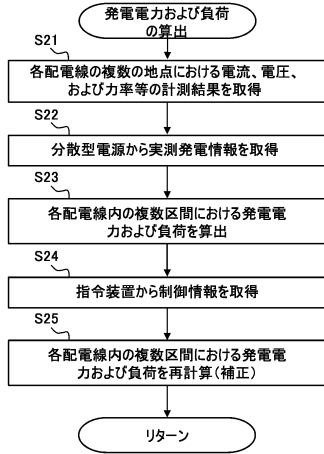 発電電力および負荷
の算出
S21
各配電線の複数の地点における電流、電圧、
および力率等の計測結果を取得
S22
分散型電源から実測発電情報を取得
S23
各配電線内の複数区間における発電電
力および負荷を算出
S24
指令装置から制御情報を取得
S25
各配電線内の複数区間における発電電
力および負荷を再計算(補正)
リターン